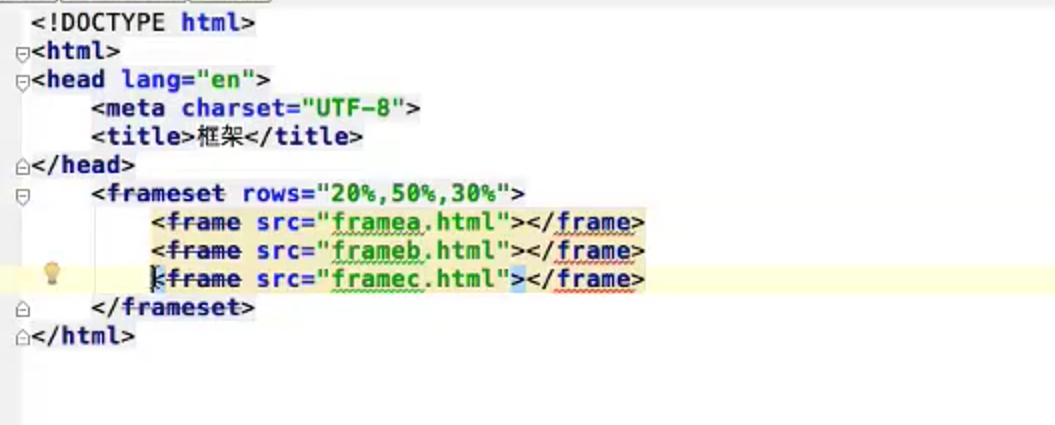 <!DOCTYPE html>
<html>
<head lang="en">
<meta charset="UTF-8">
<title>框架</title>
</head>
<frameset rows="20%,50%,30%">
<frame src="framea.html"></frame>
<frame src="frameb.html"></frame>
<frame src="framec.html"></frame>
</frameset>
</html>